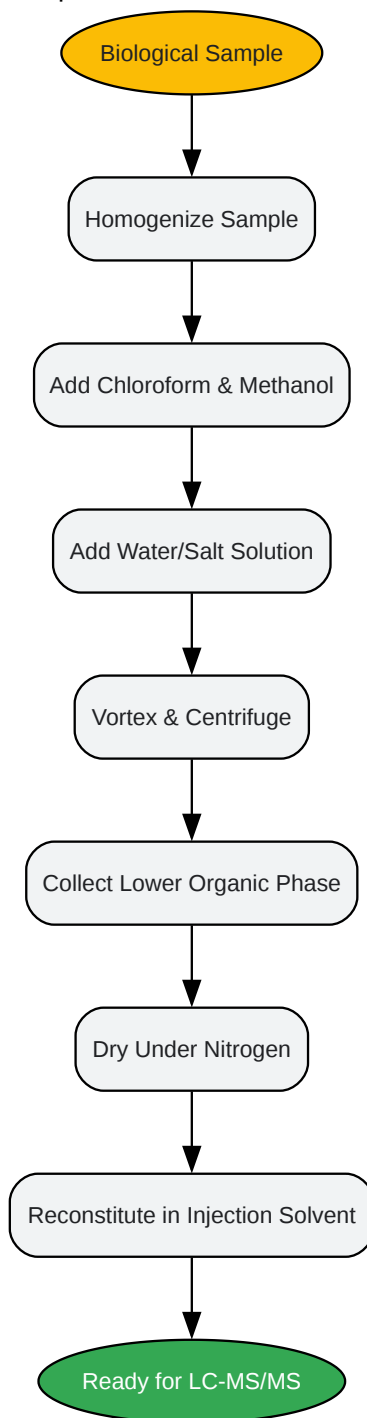 Biological Sample
Homogenize Sample
Add Chloroform & Methanol
Add Water/Salt Solution
Vortex & Centrifuge
Collect Lower Organic Phase
Dry Under Nitrogen
Reconstitute in Injection Solvent
Ready for LC-MS/MS